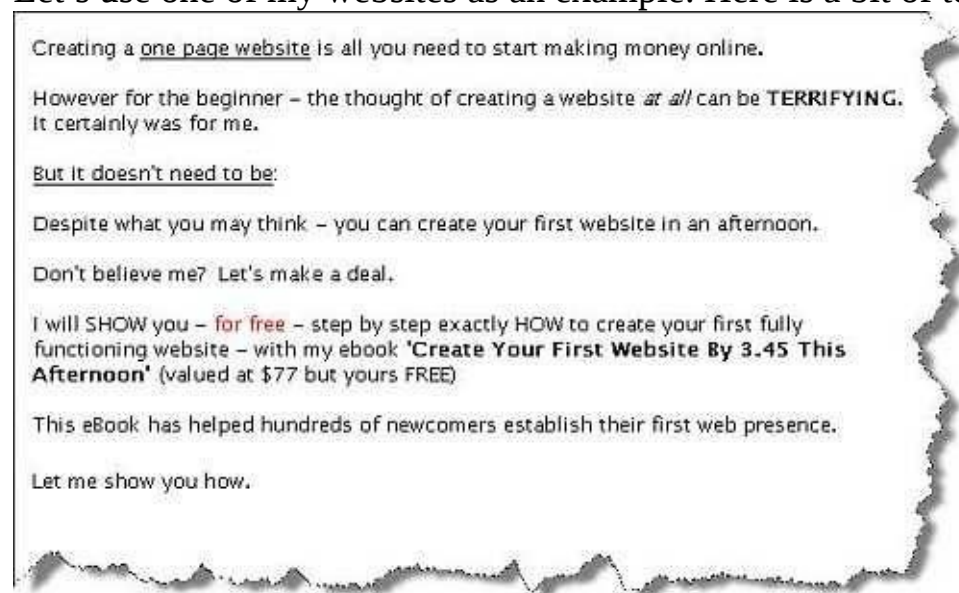 Let's use one of my websites as an example. Here is a bit of te
Creating a one page website is all you need to start making money online.
However for the beginner – the thought of creating a website at all can be TERRIFYING.
It certainly was for me.
But it doesn't need to be:
Despite what you may think – you can create your first website in an afternoon.
Don't believe me? Let's make a deal.
I will SHOW you – for free – step by step exactly HOW to create your first fully
functioning website – with my ebook 'Create Your First Website By 3.45 This
Afternoon' (valued at $77 but yours FREE)
This eBook has helped hundreds of newcomers establish their first web presence.
Let me show you how.